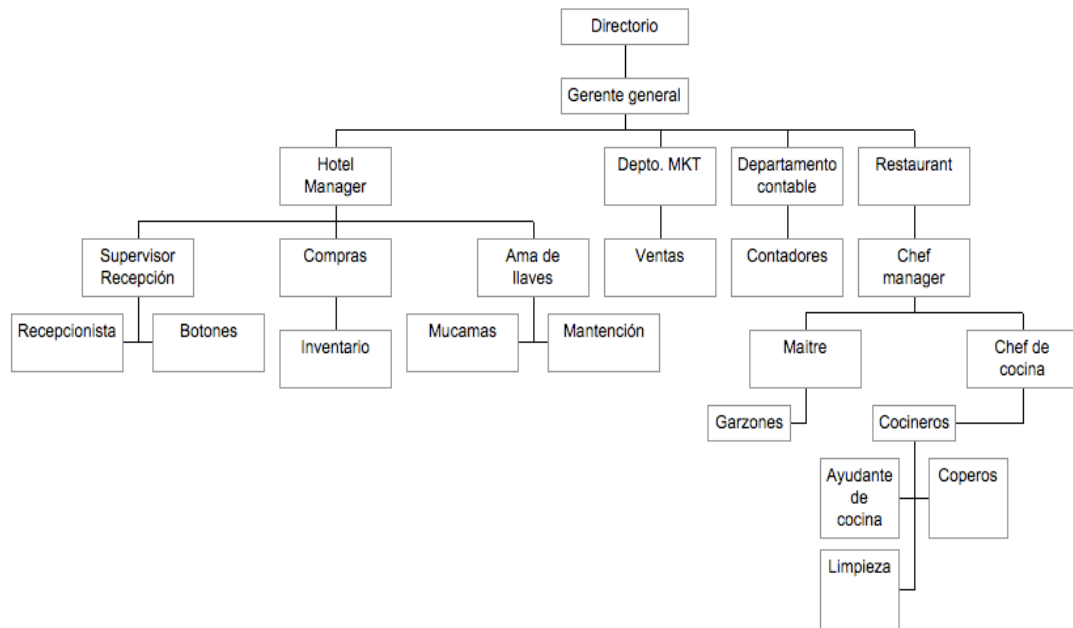 Directorio
Gerente general
Hotel
Manager
Depto. MKT
Departamento
contable
Restaurant
Supervisor
Recepción
Compras
Ama de
llaves
Ventas
Contadores
Chef
manager
Recepcionista
Botones
Inventario
Mucamas
Mantención
Maitre
Chef de
cocina
Garzones
Cocineros
Ayudante
de
cocina
Coperos
Limpieza